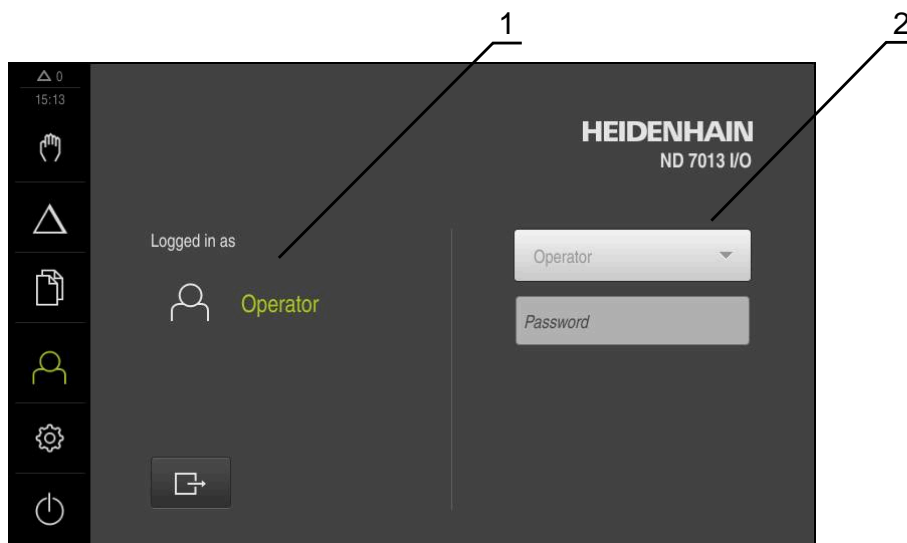 1
2
0
15:13
HEIDENHAIN
ND 7013 I/O
Logged in as
Operator
Operator
Password